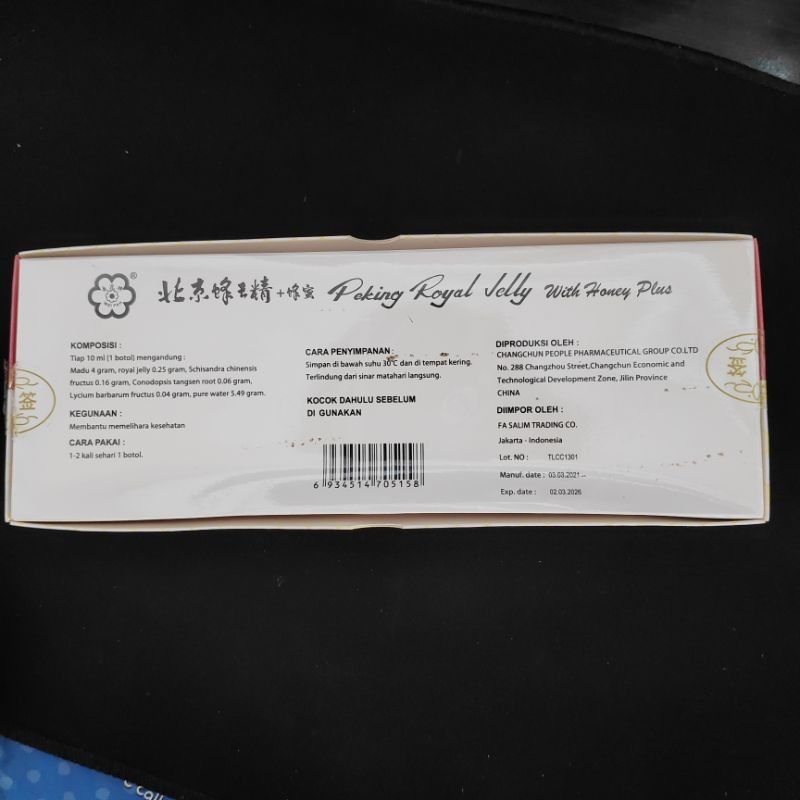 北京蜂王精+蜂蜜 Peking Royal Jelly With Honey Plus
KOMPOSISI :
Tiap 10 ml (1 botol) mengandung :
Madu 4 gram, royal jelly 0.25 gram, Schisandra chinensis
fructus 0.16 gram, Conodopsis tangsen root 0.06 gram,
Lycium barbarum fructus 0.04 gram, pure water 5.49 gram.
KEGUNAAN :
Membantu memelihara kesehatan
CARA PAKAI :
1-2 kali sehari 1 botol.
CARA PENYIMPANAN :
Simpan di bawah suhu 30°C dan di tempat kering.
Terlindung dari sinar matahari langsung.
KOCOK DAHULU SEBELUM
DI GUNAKAN
6 934514 705158
DIPRODUKSI OLEH :
CHANGCHUN PEOPLE PHARMACEUTICAL GROUP CO.LTD
No. 288 Changzhou Street,Changchun Economic and
Technological Development Zone, Jilin Province
CHINA
DIIMPOR OLEH :
FA SALIM TRADING CO.
Jakarta - Indonesia
Lot. NO : TLCC1301
Manuf. date : 03.03.2021
Exp. date : 02.03.2026